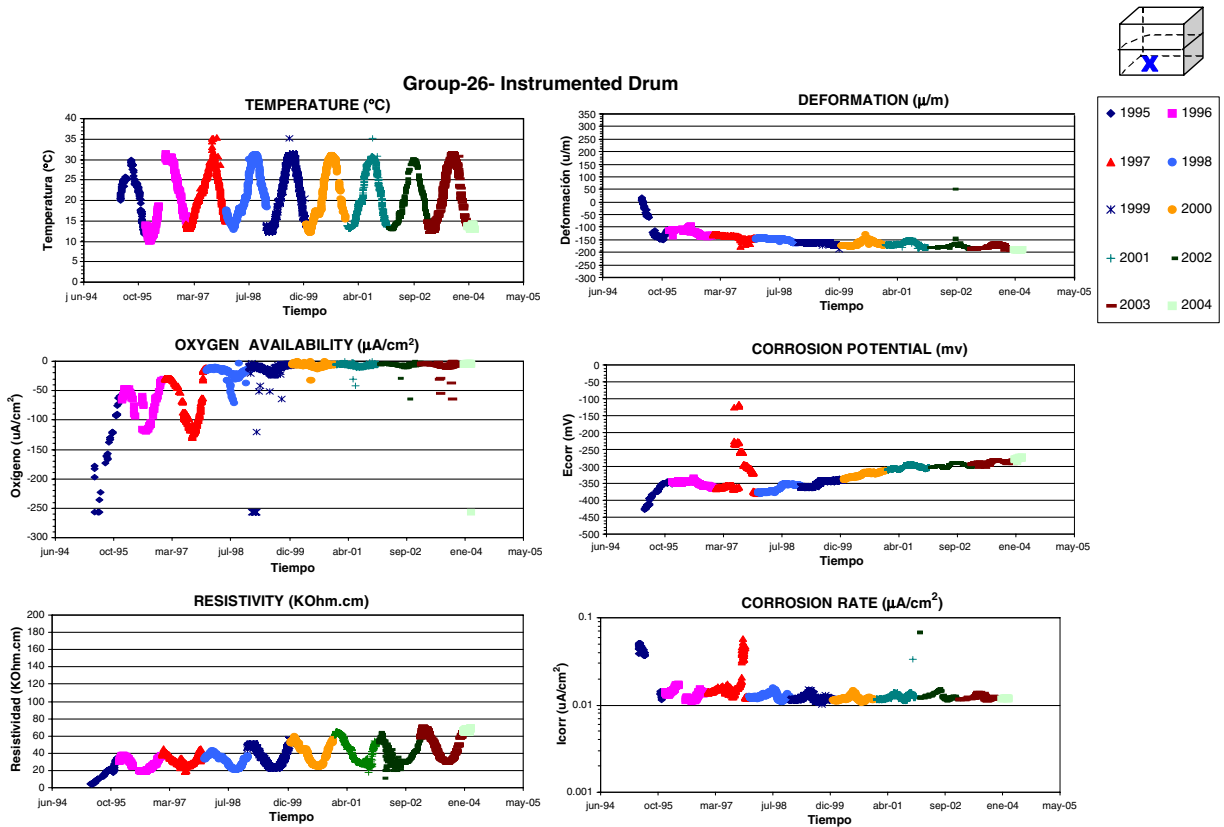 X
Group-26- Instrumented Drum
TEMPERATURE (°C)
40
35
30
25
20
15
10
5
0
Temperatura (°C)
jun-94 oct-95 mar-97 jul-98 dic-99 abr-01 sep-02 ene-04 may-05
Tiempo
DEFORMATION (µ/m)
350
300
250
200
150
100
50
0
-50
-100
-150
-200
-250
-300
Deformación (u/m)
jun-94 oct-95 mar-97 jul-98 dic-99 abr-01 sep-02 ene-04 may-05
Tiempo
1995 1996
1997 1998
1999 2000
2001 2002
2003 2004
OXYGEN AVAILABILITY (µA/cm²)
0
-50
-100
-150
-200
-250
-300
Oxígeno (uA/cm²)
jun-94 oct-95 mar-97 jul-98 dic-99 abr-01 sep-02 ene-04 may-05
Tiempo
CORROSION POTENTIAL (mv)
0
-50
-100
-150
-200
-250
-300
-350
-400
-450
-500
Ecorr (mV)
jun-94 oct-95 mar-97 jul-98 dic-99 abr-01 sep-02 ene-04 may-05
Tiempo
RESISTIVITY (KOhm.cm)
200
180
160
140
120
100
80
60
40
20
0
Resistividad (KOhm.cm)
jun-94 oct-95 mar-97 jul-98 dic-99 abr-01 sep-02 ene-04 may-05
Tiempo
CORROSION RATE (µA/cm²)
0.1
0.01
0.001
Icorr (uA/cm²)
jun-94 oct-95 mar-97 jul-98 dic-99 abr-01 sep-02 ene-04 may-05
Tiempo